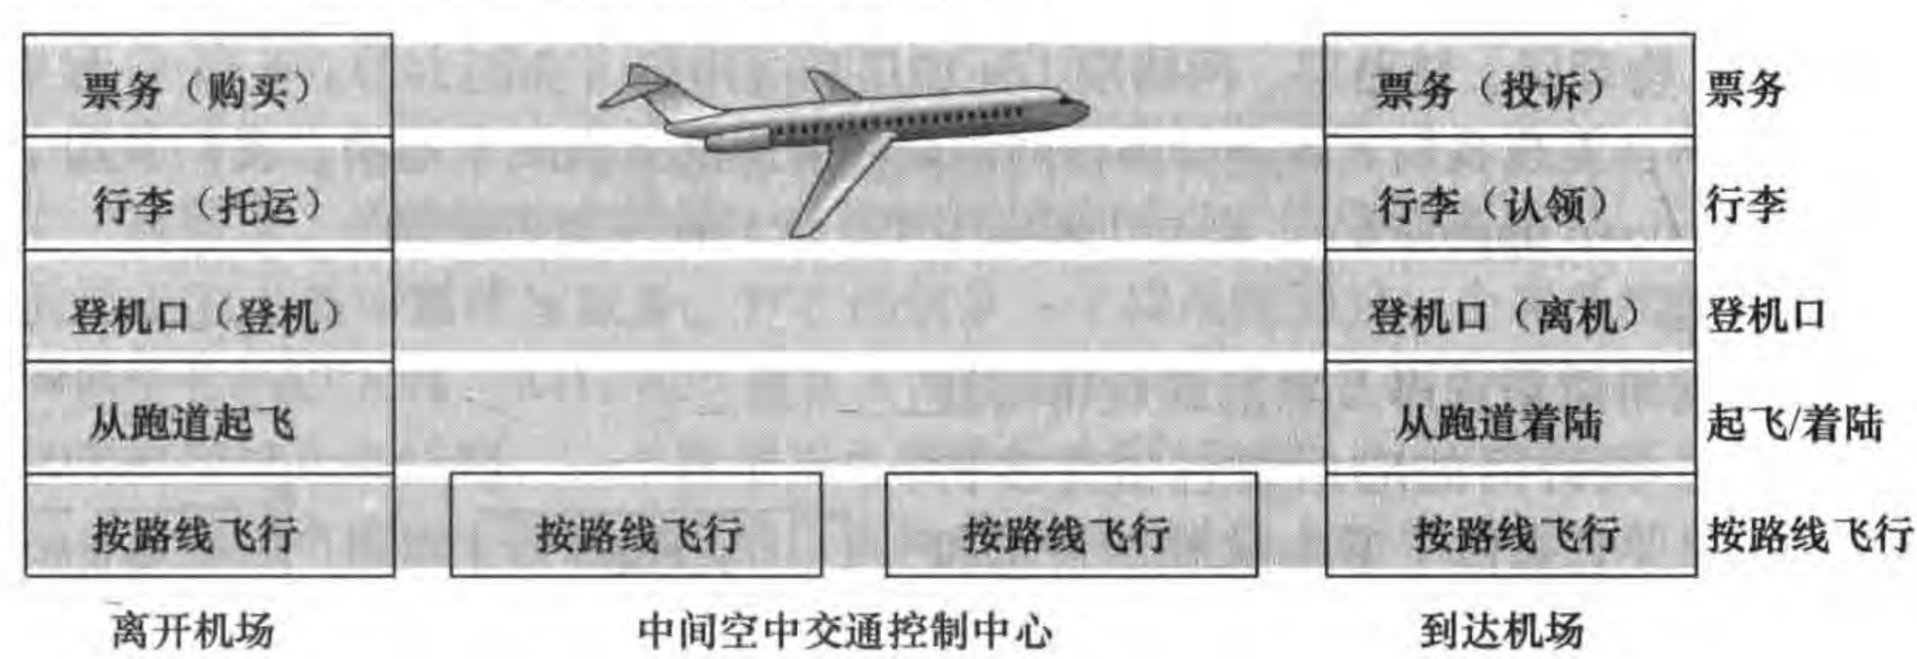 票务（购买） 票务（投诉） 票务
行李（托运） 行李（认领） 行李
登机口（登机） 登机口（离机） 登机口
从跑道起飞 从跑道着陆 起飞/着陆
按路线飞行 按路线飞行 按路线飞行 按路线飞行 按路线飞行
离开机场 中间空中交通控制中心 到达机场